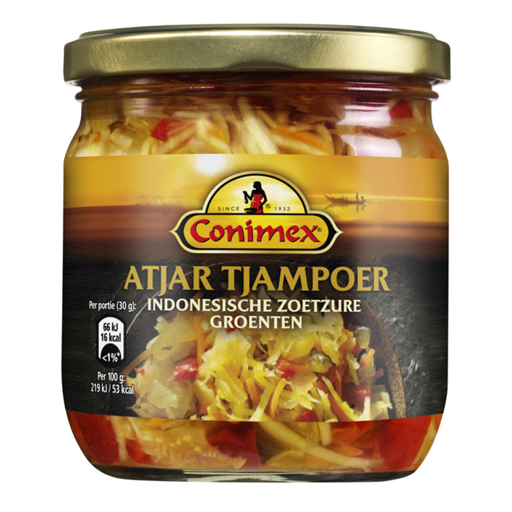 SINCE 1932
Conimex®
ATJAR TJAMPOER
INDONESISCHE ZOETZURE
GROENTEN
Per portie (30 g):
66 kJ
16 kcal
<1%*
Per 100 g:
219 kJ / 53 kcal